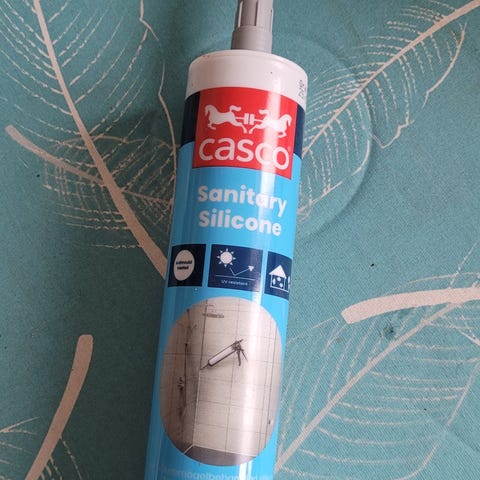 casco
Sanitary
Silicone
UV resistant